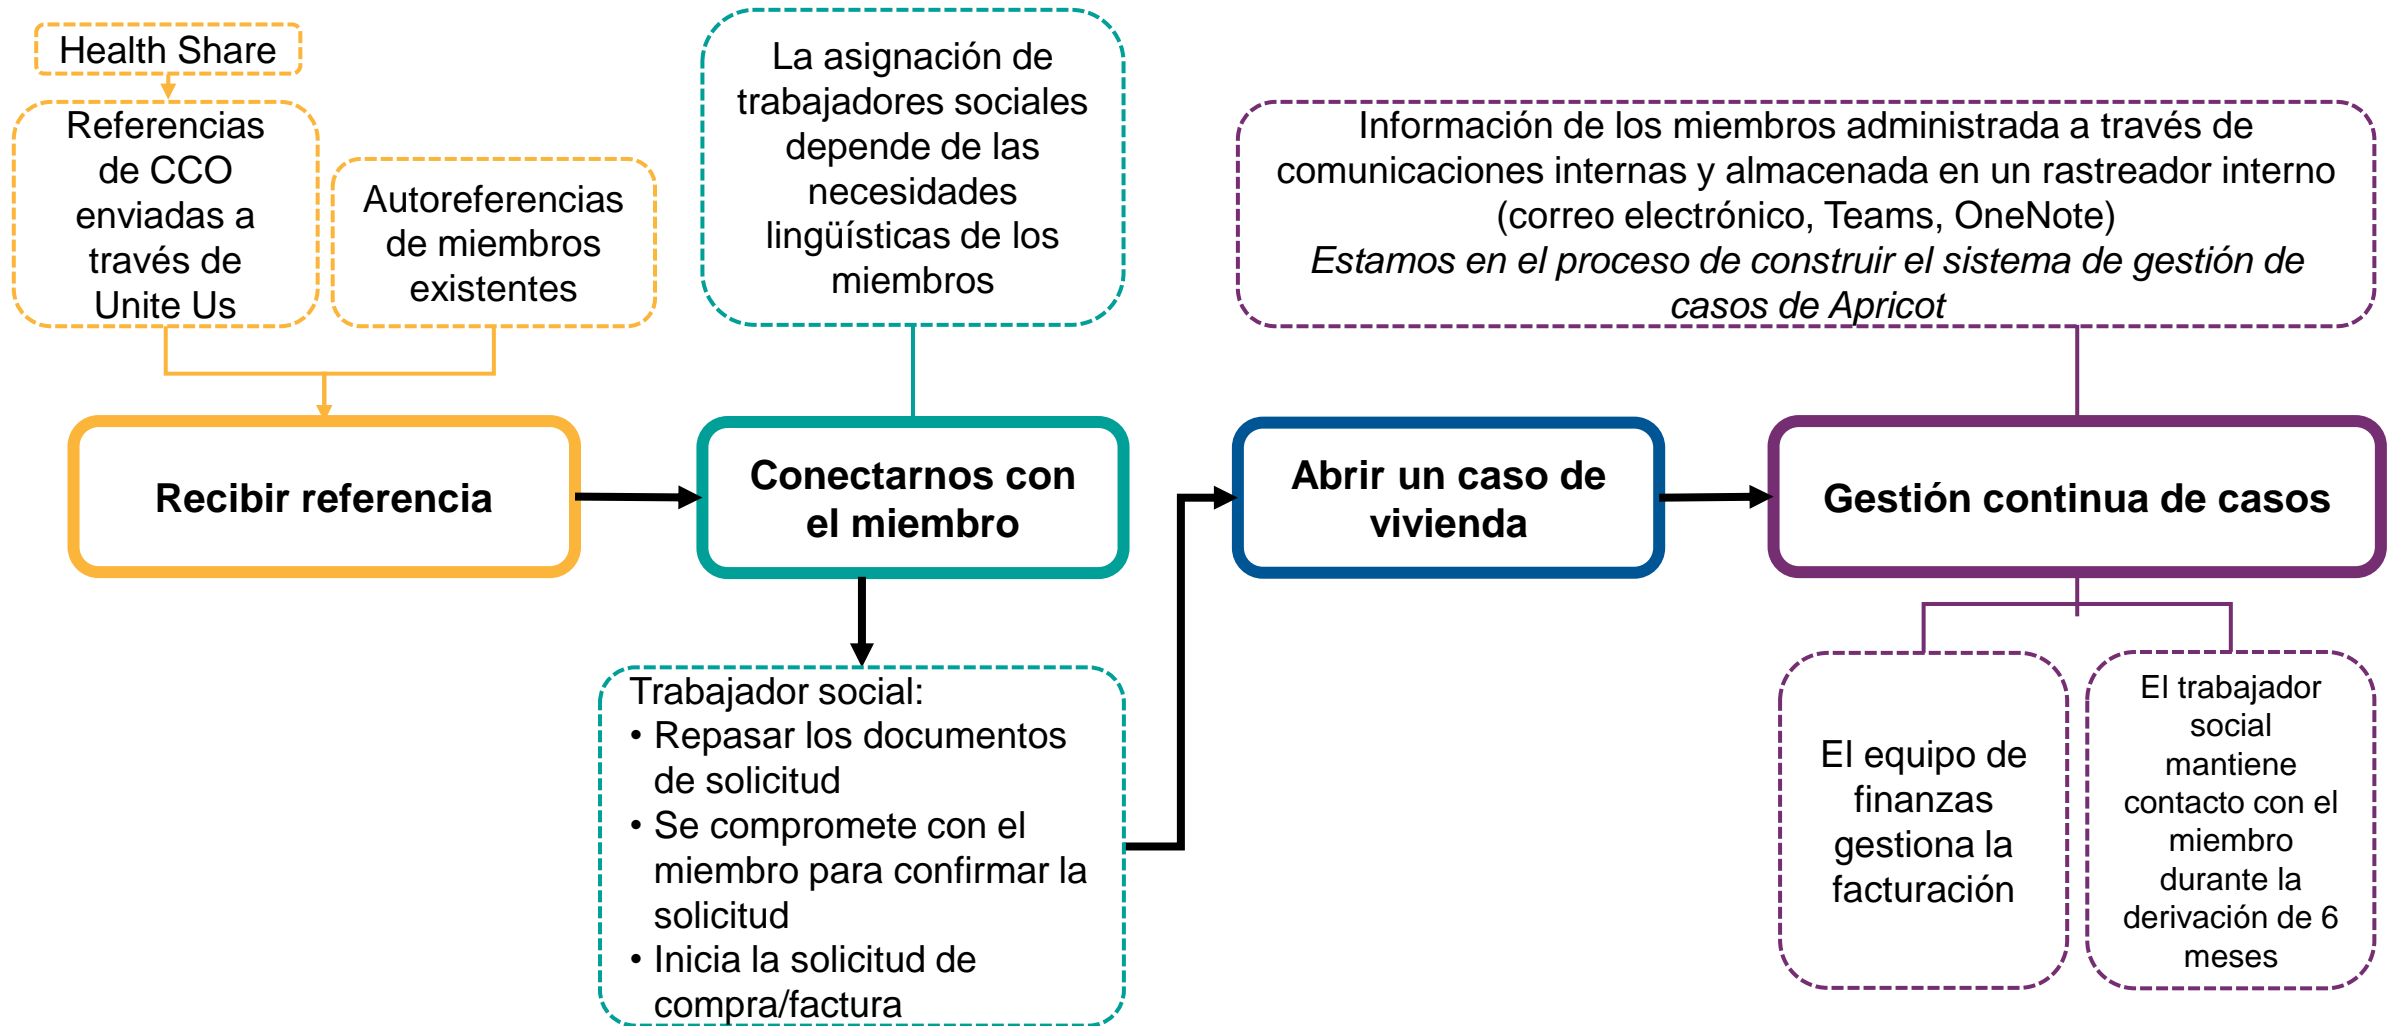 Health Share
Referencias
de CCO
enviadas a
través de
Unite Us
Autoreferencias
de miembros
existentes
La asignación de
trabajadores sociales
depende de las
necesidades
lingüísticas de los
miembros
Información de los miembros administrada a través de
comunicaciones internas y almacenada en un rastreador interno
(correo electrónico, Teams, OneNote)
Estamos en el proceso de construir el sistema de gestión de
casos de Apricot
Recibir referencia
Conectarnos con
el miembro
Abrir un caso de
vivienda
Gestión continua de casos
Trabajador social:
• Repasar los documentos
de solicitud
• Se compromete con el
miembro para confirmar la
solicitud
• Inicia la solicitud de
compra/factura
El equipo de
finanzas
gestiona la
facturación
El trabajador
social
mantiene
contacto con el
miembro
durante la
derivación de 6
meses